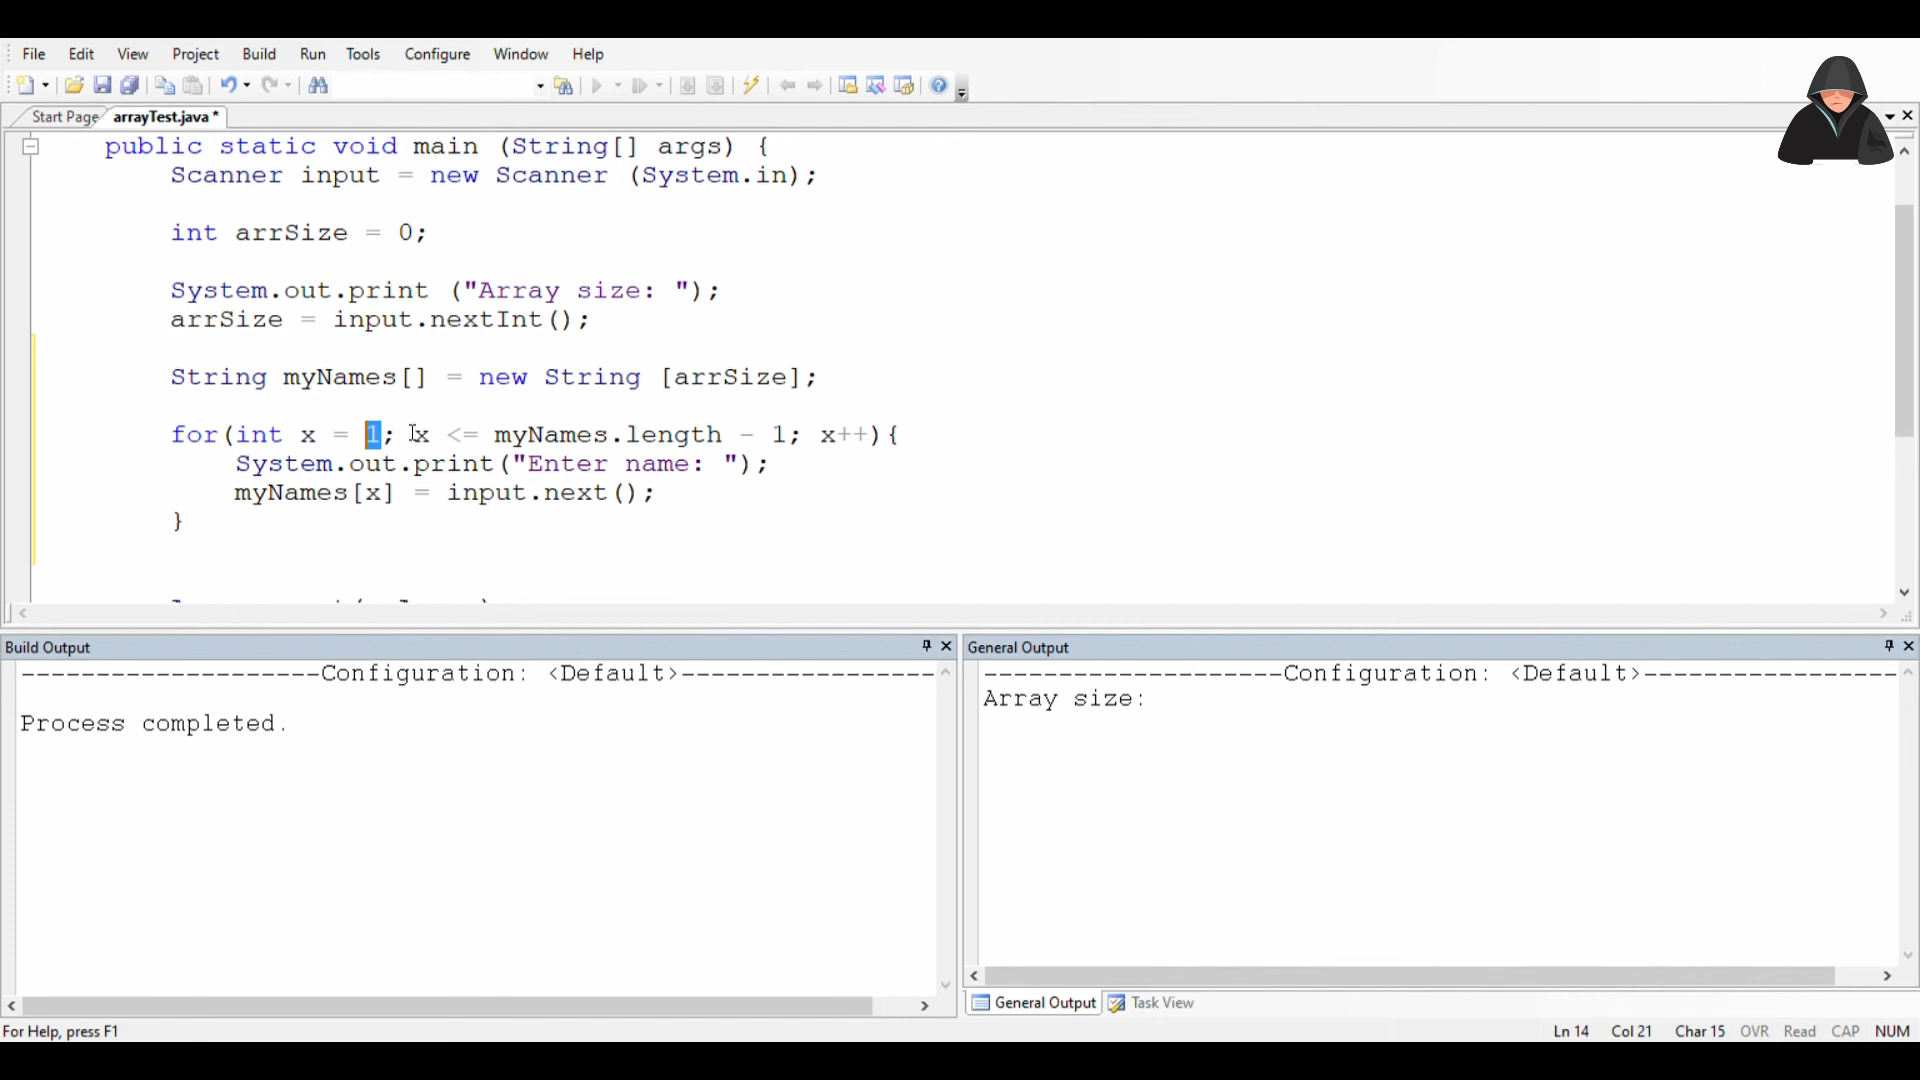 File Edit View Project Build Run Tools Configure Window Help
Start Page arrayTest.java *
public static void main (String[] args) {
Scanner input = new Scanner (System.in);
int arrSize = 0;
System.out.print ("Array size: ");
arrSize = input.nextInt();
String myNames[] = new String [arrSize];
for(int x = 1; x <= myNames.length - 1; x++){
System.out.print("Enter name: ");
myNames[x] = input.next();
}
Build Output
--------------------Configuration: <Default>-----------------
Process completed.
General Output
--------------------Configuration: <Default>-----------------
Array size:
General Output Task View
For Help, press F1
Ln 14 Col 21 Char 15 OVR Read CAP NUM